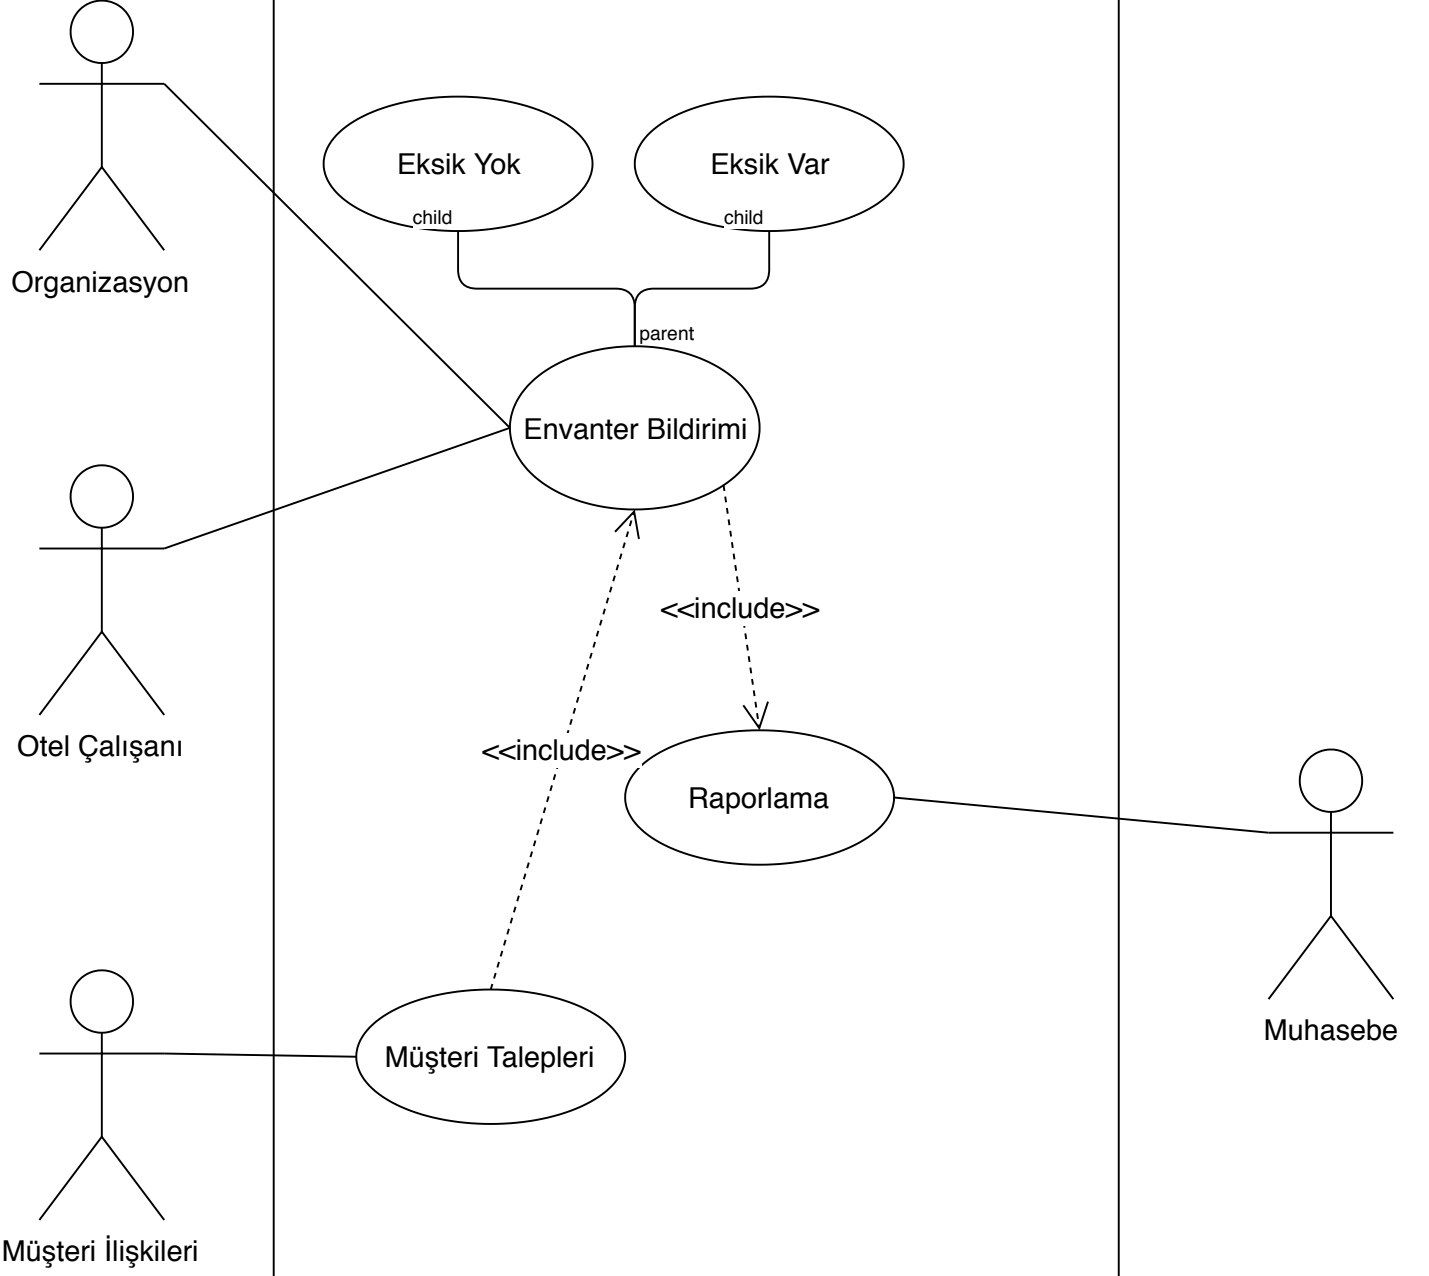 Eksik Yok
Eksik Var
child
child
Organizasyon
parent
Envanter Bildirimi
<<include>>
Otel Çalışanı
<<include>>
Raporlama
Muhasebe
Müşteri Talepleri
Müşteri İlişkileri